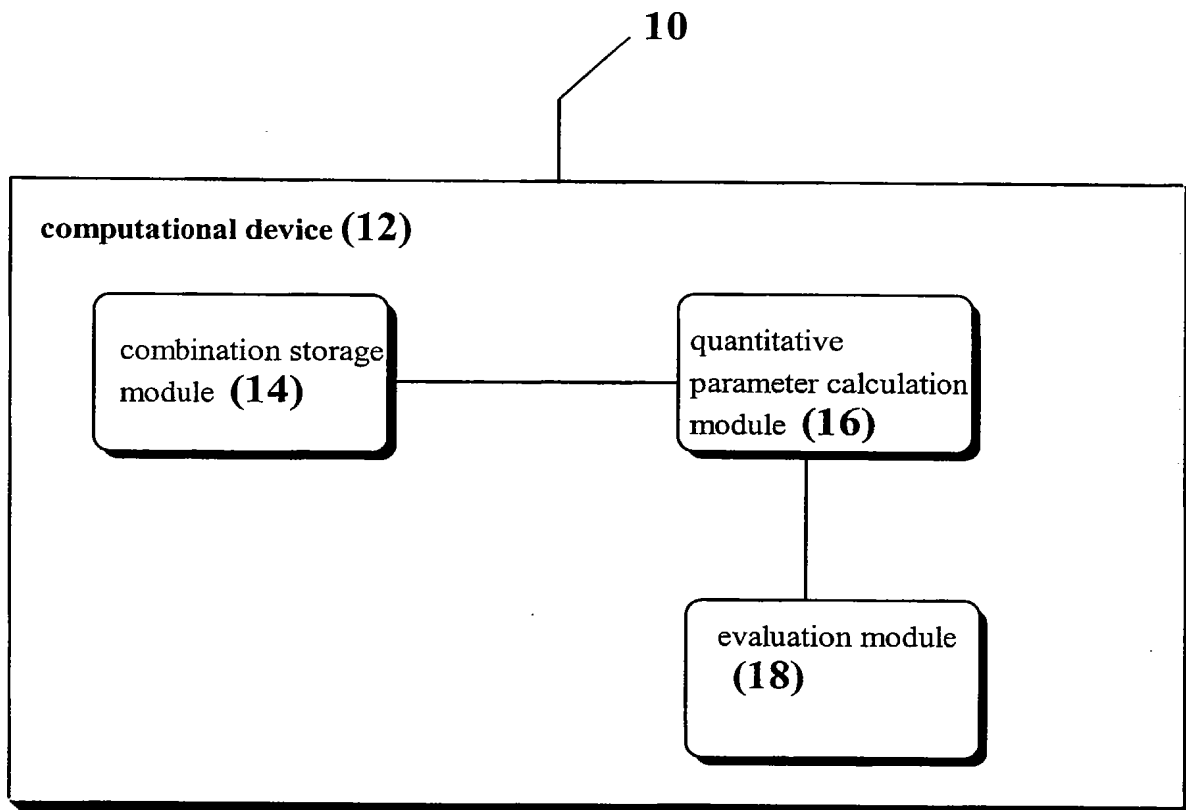 10
computational device (12)
combination storage
module (14)
quantitative
parameter calculation
module (16)
evaluation module
(18)